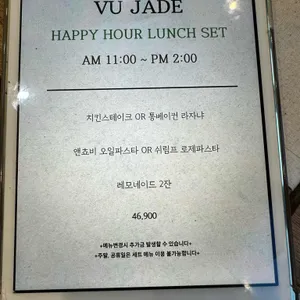 VU JADE
HAPPY HOUR LUNCH SET
AM 11:00 ~ PM 2:00
치킨스테이크 OR 통베이컨 라자냐
앤쵸비 오일파스타 OR 쉬림프 로제파스타
레모네이드 2잔
46,900
*메뉴변경시 추가금 발생할 수 있습니다*
*주말, 공휴일은 세트 메뉴 이용 불가능합니다*